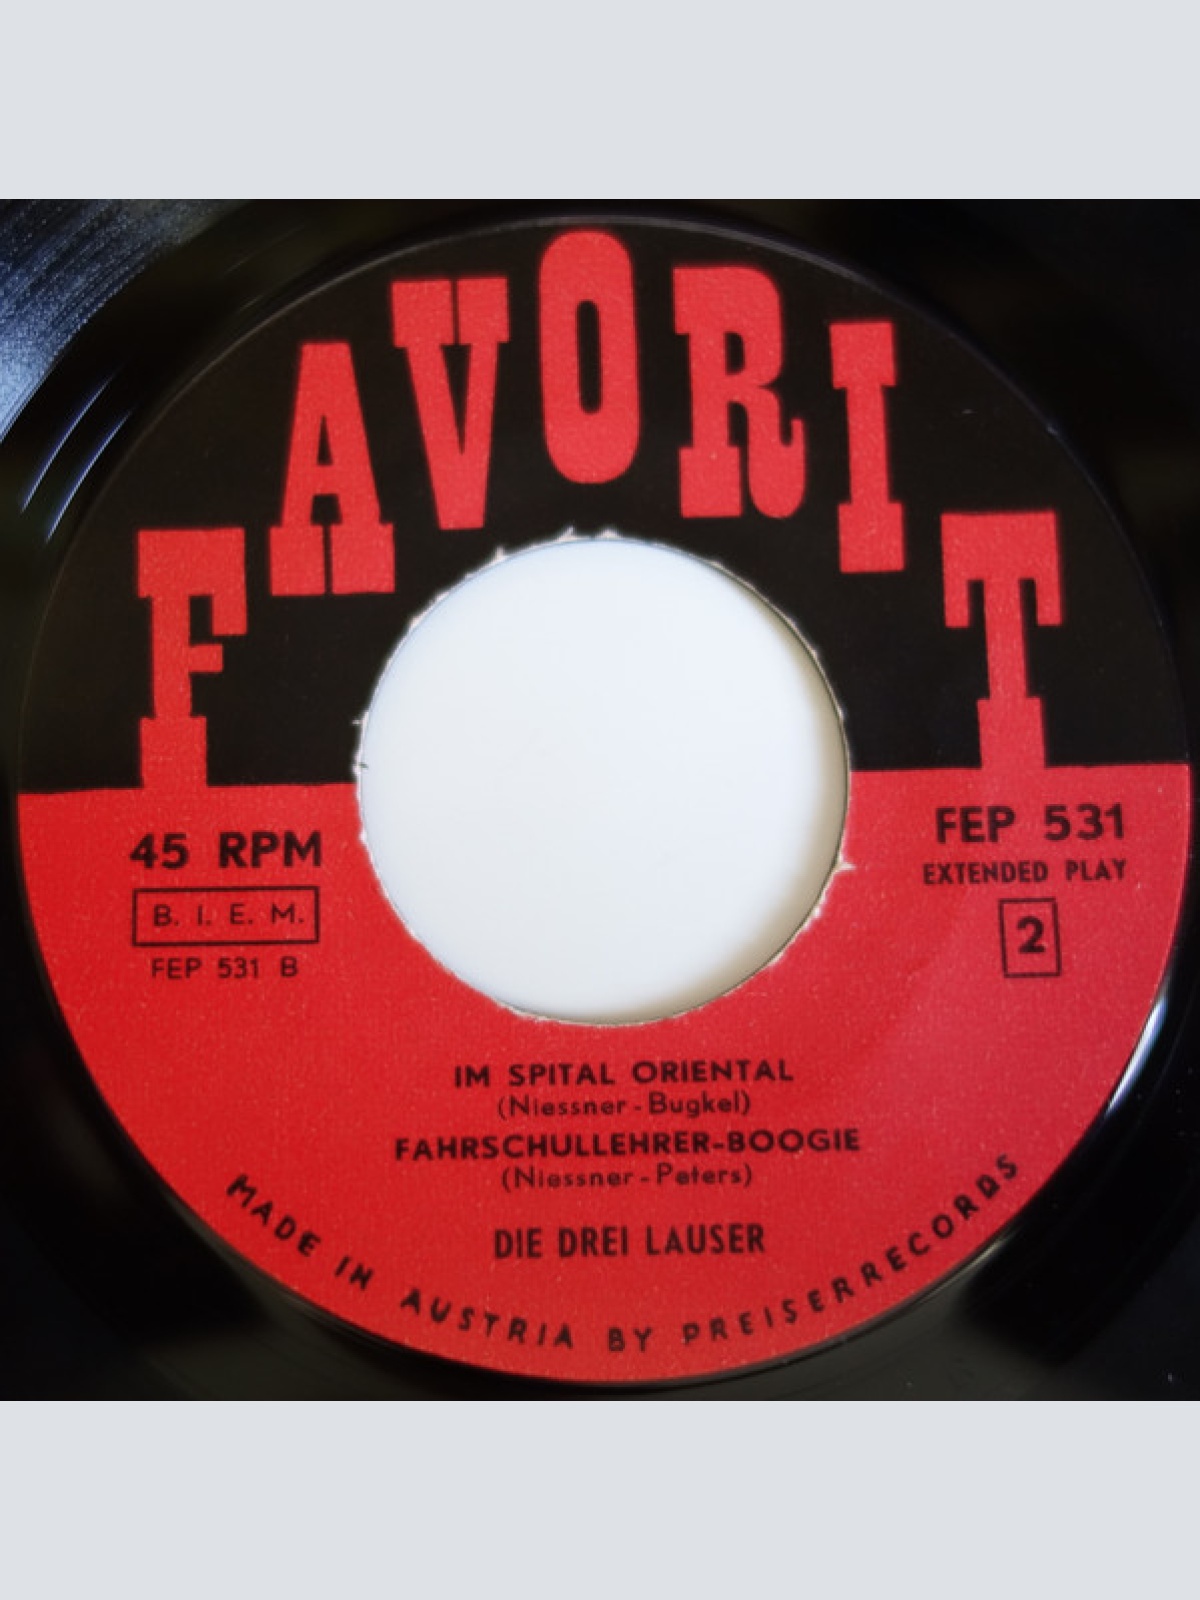 FAVORIT
45 RPM
B. I. E. M.
FEP 531 B
FEP 531
EXTENDED PLAY
2
IM SPITAL ORIENTAL
(Niessner - Bugkel)
FAHRSCHULLEHRER-BOOGIE
(Niessner - Peters)
DIE DREI LAUSER
MADE IN AUSTRIA BY PREISERRECORDS